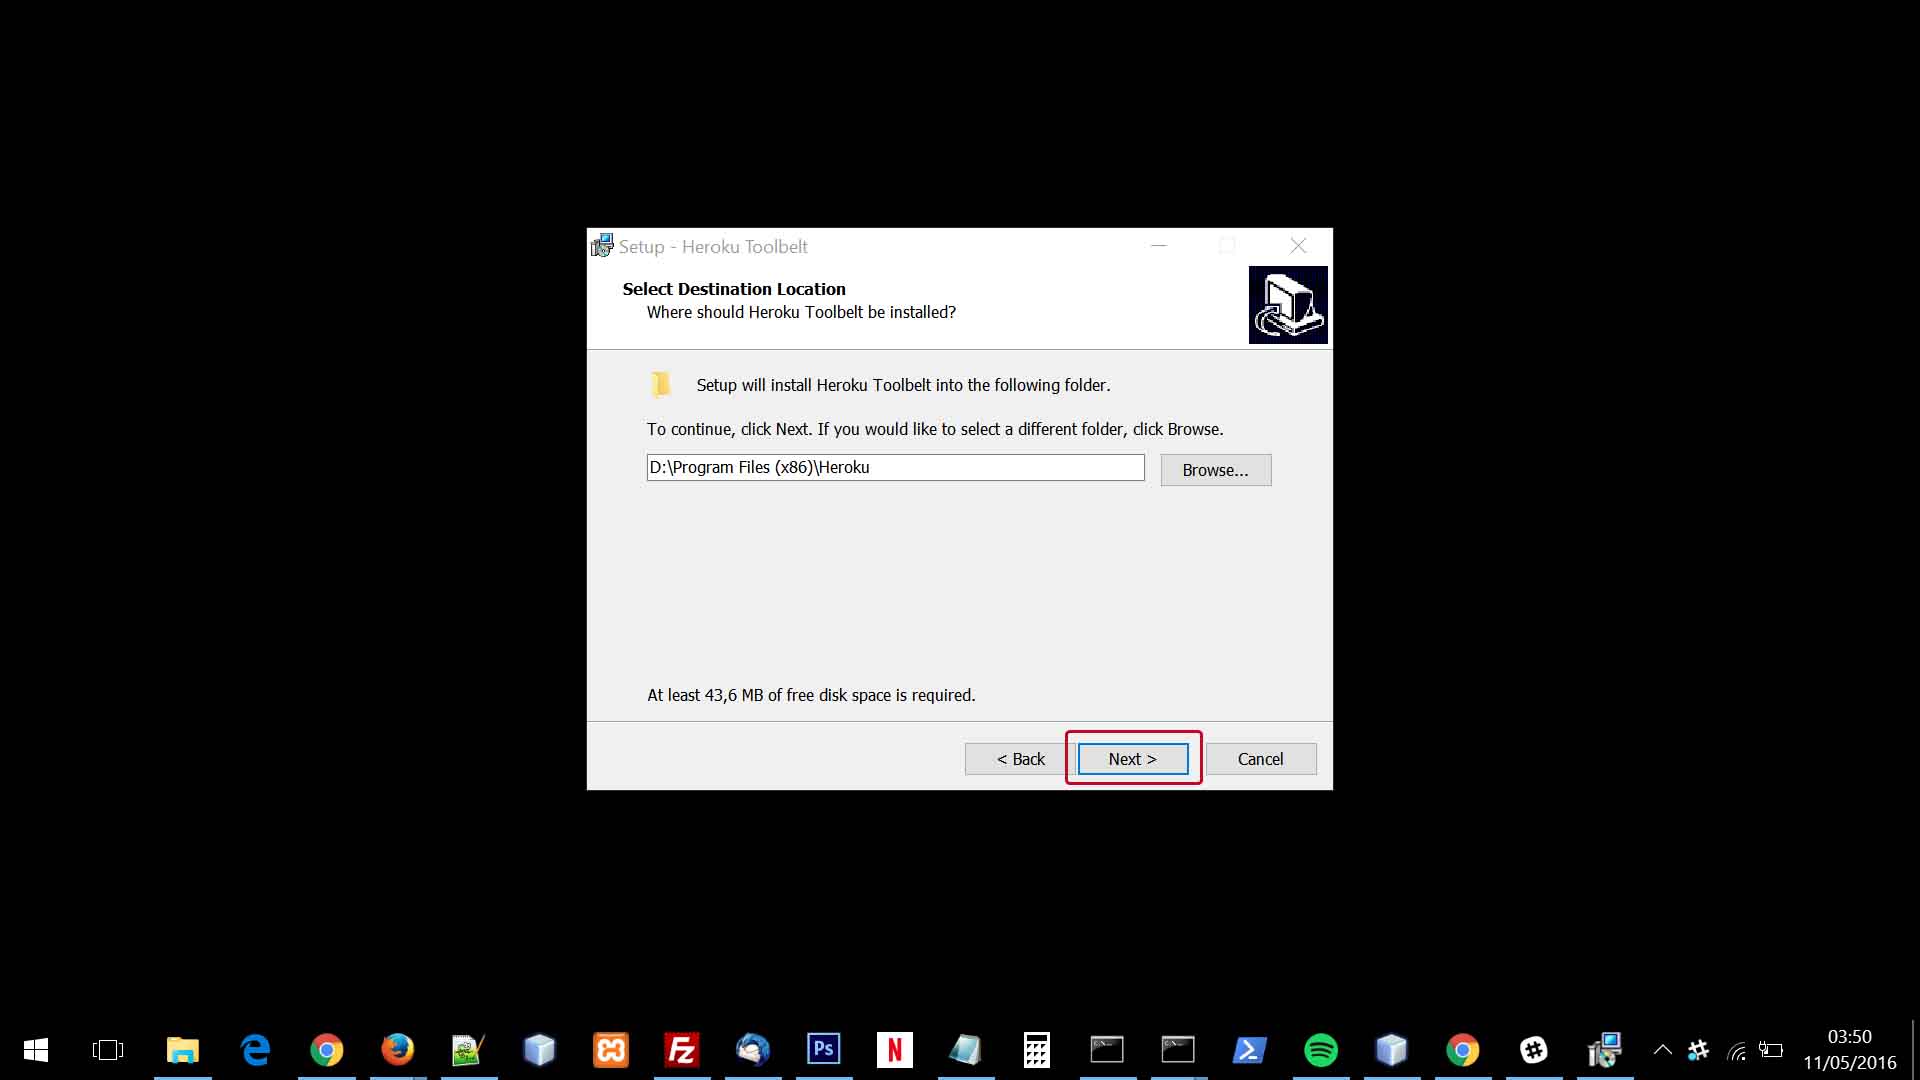 Setup - Heroku Toolbelt
Select Destination Location
Where should Heroku Toolbelt be installed?
Setup will install Heroku Toolbelt into the following folder.
To continue, click Next. If you would like to select a different folder, click Browse.
D:\Program Files (x86)\Heroku
Browse...
At least 43,6 MB of free disk space is required.
< Back
Next >
Cancel
Fz
Ps
N
03:50
11/05/2016